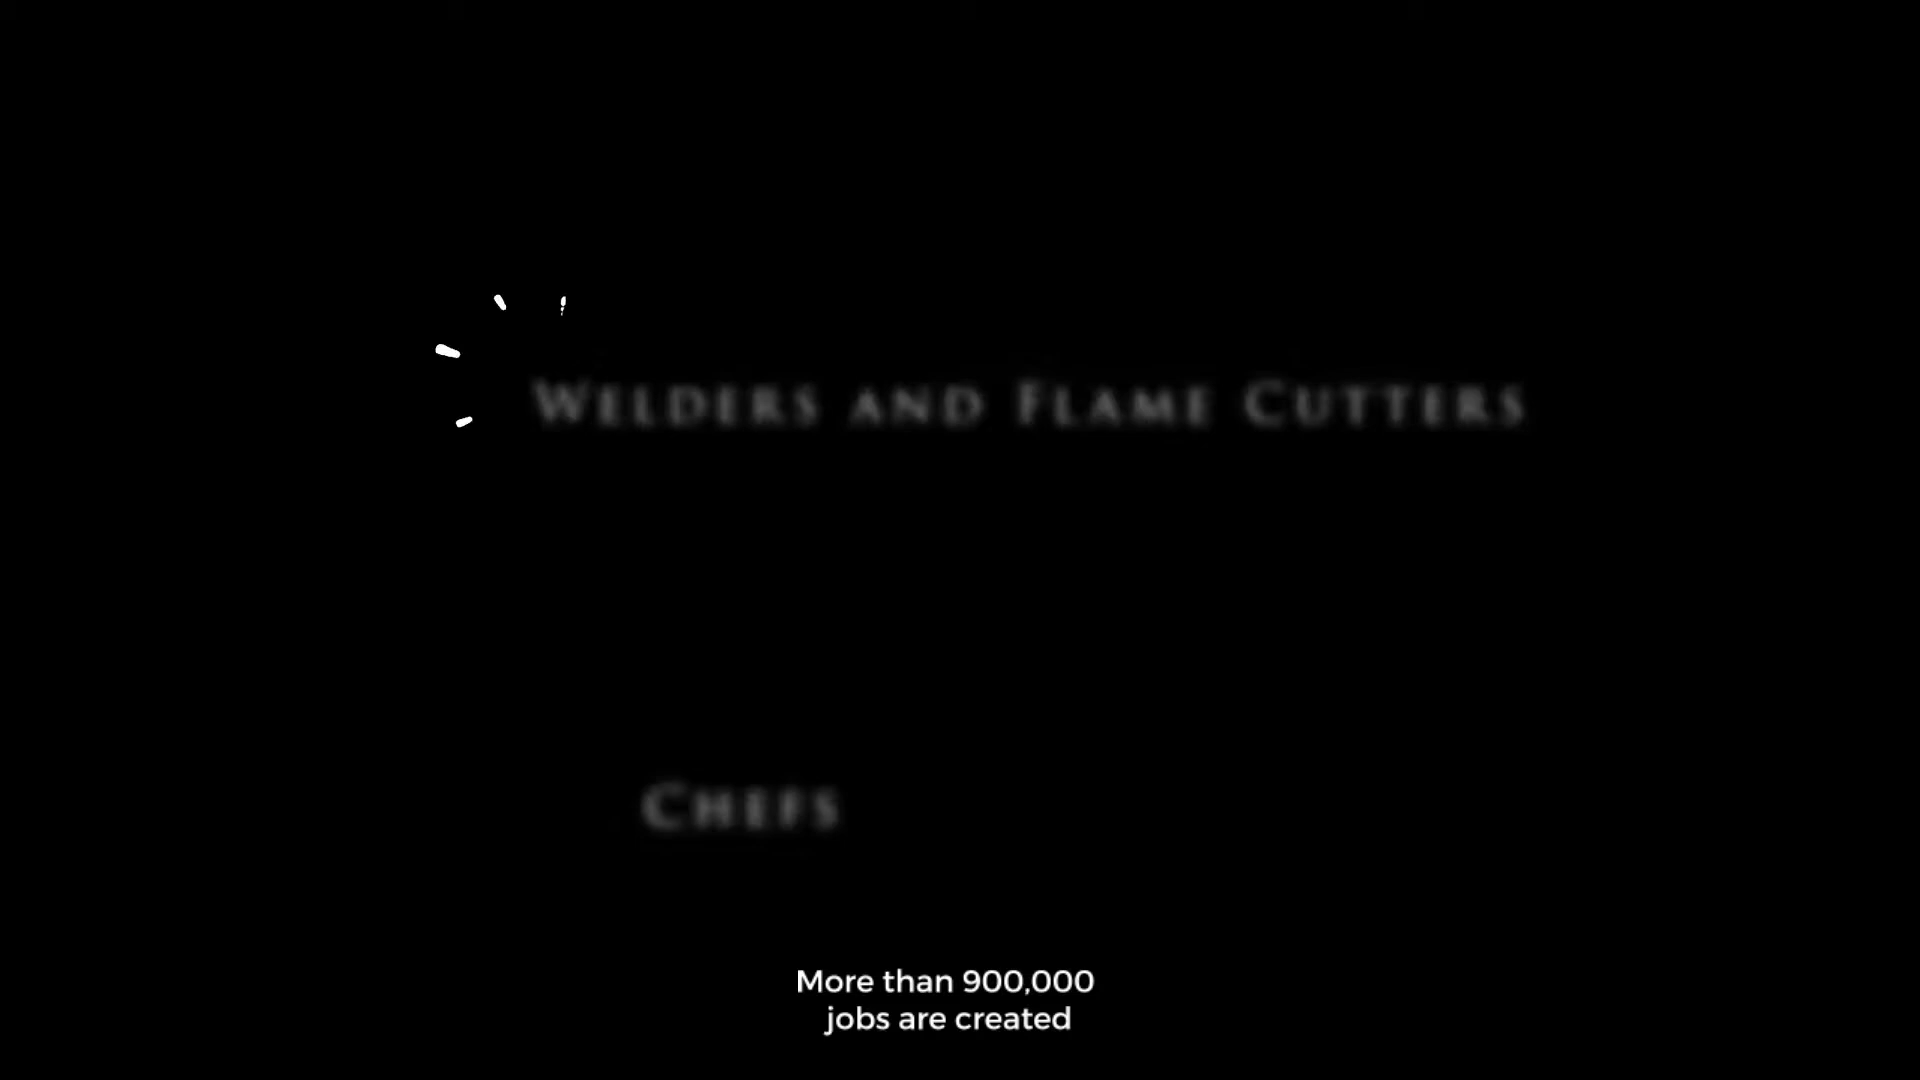 Welders and Flame Cutters
Chefs
More than 900,000
jobs are created